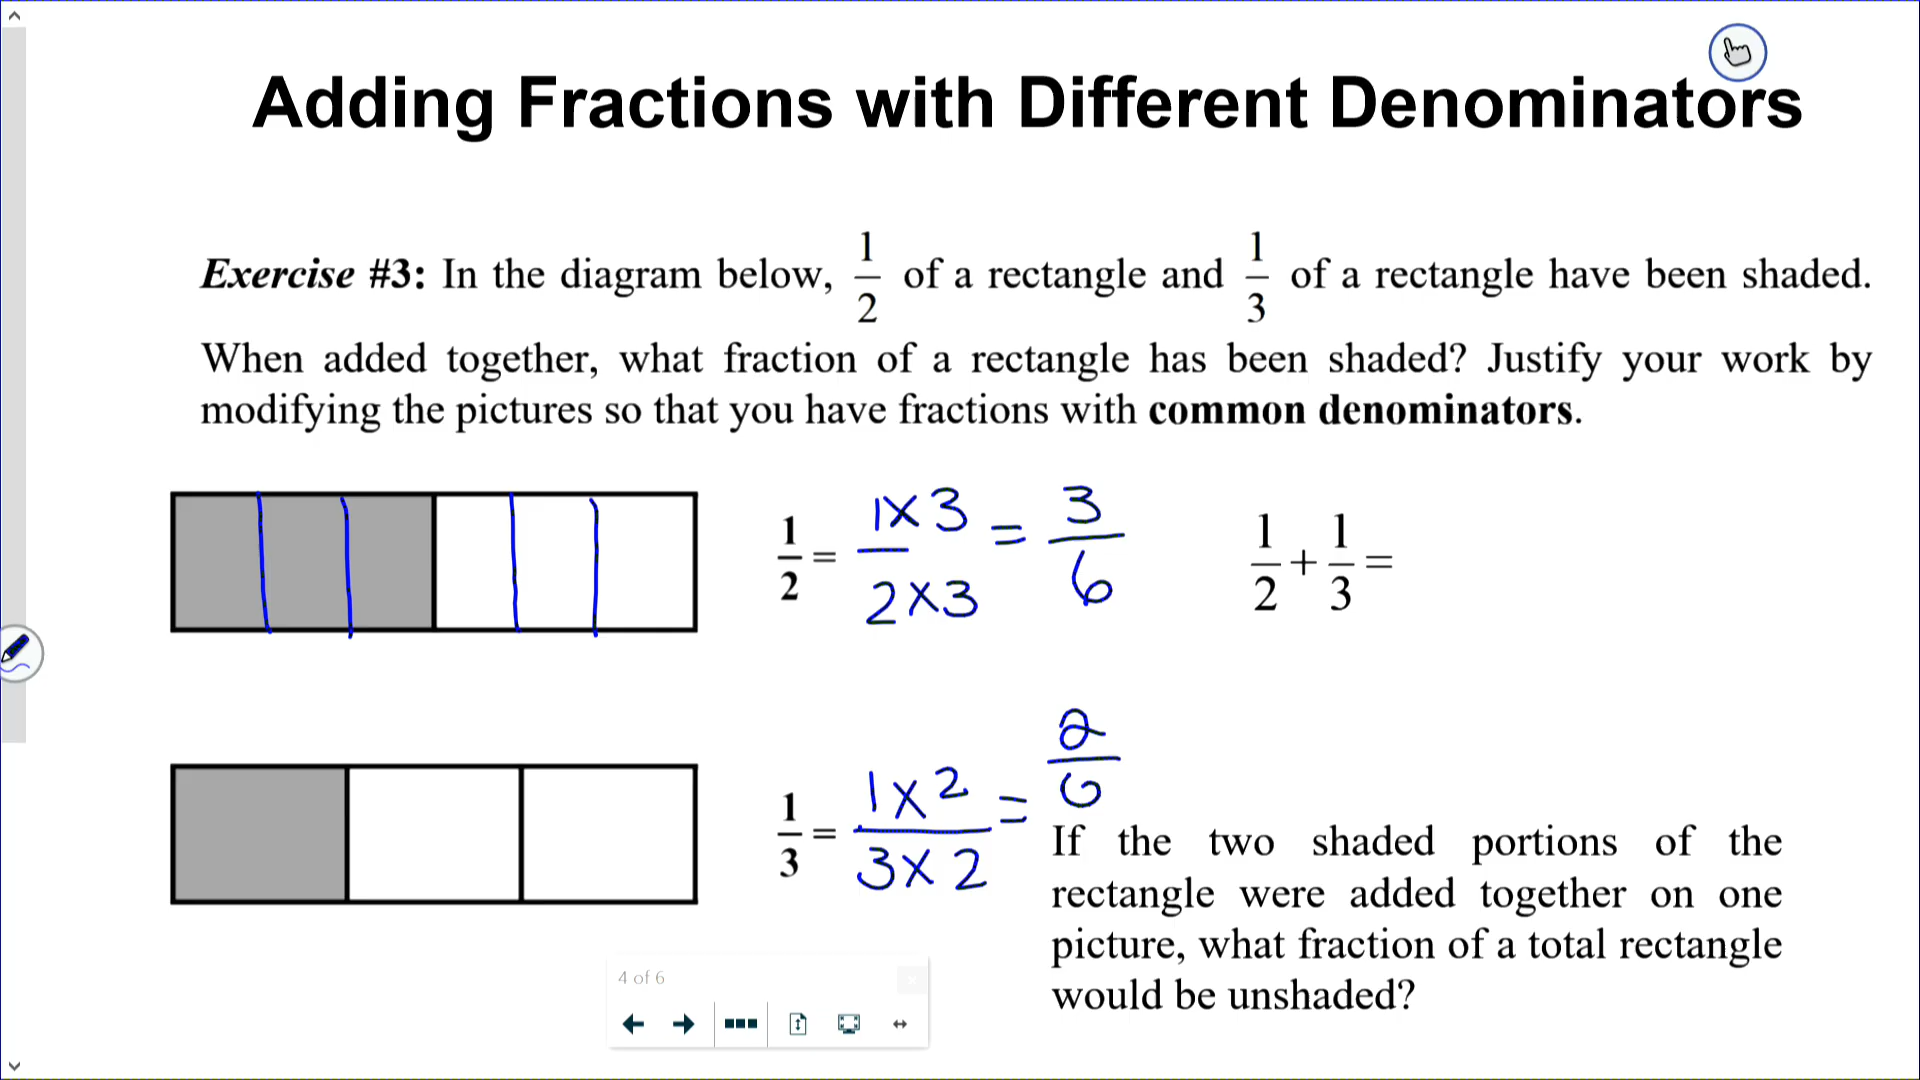 Adding Fractions with Different Denominators
Exercise #3: In the diagram below, 1/2 of a rectangle and 1/3 of a rectangle have been shaded.
When added together, what fraction of a rectangle has been shaded? Justify your work by
modifying the pictures so that you have fractions with common denominators.
1/2 = 1×3/2×3 = 3/6
1/2 + 1/3 =
1/3 = 1×2/3×2 = 2/6
If the two shaded portions of the
rectangle were added together on one
picture, what fraction of a total rectangle
would be unshaded?
4 of 6